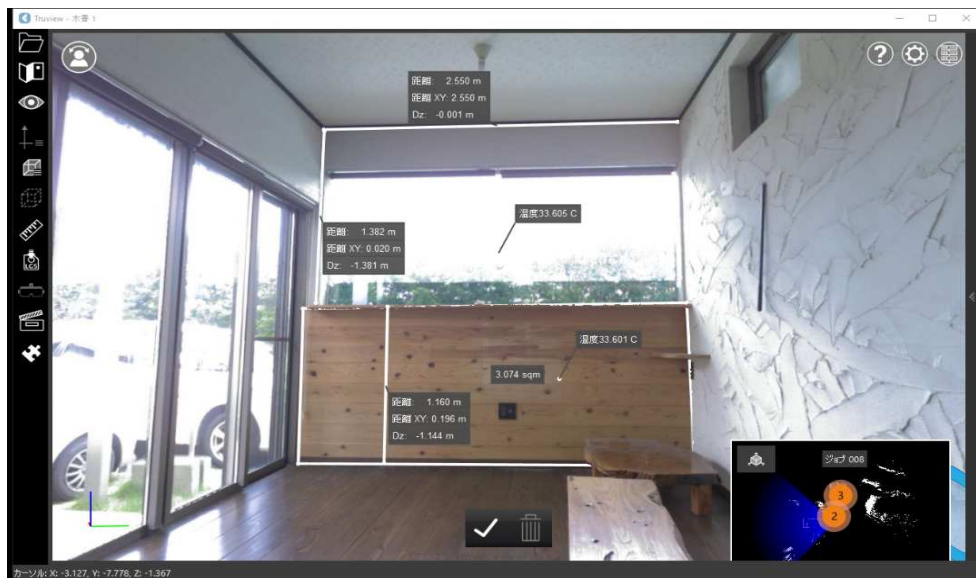 Truview - 木香 1
距離: 2.550 m
距離 XY: 2.550 m
Dz: -0.001 m
温度33.605 C
距離: 1.382 m
距離 XY: 0.020 m
Dz: -1.381 m
温度33.601 C
3.074 sqm
距離: 1.160 m
距離 XY: 0.196 m
Dz: -1.144 m
LGS
ジョブ 008
3
2
カーソル: X: -3.127, Y: -7.778, Z: -1.367